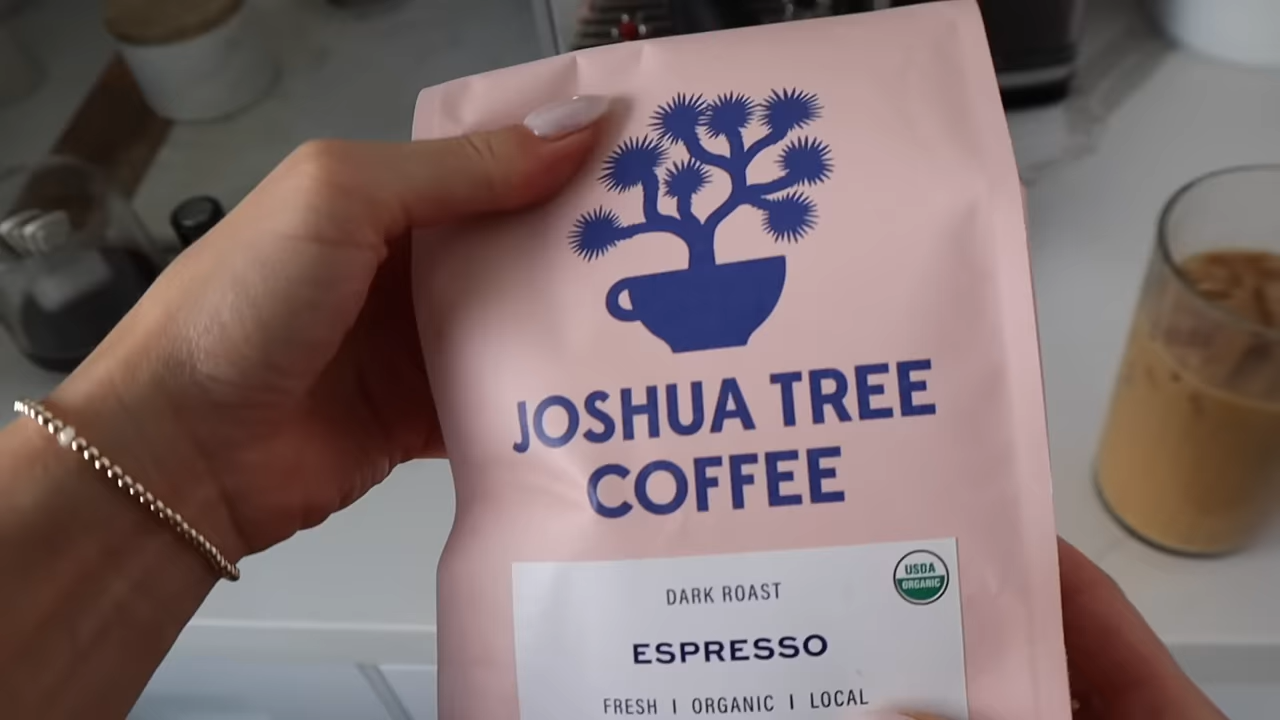 JOSHUA TREE
COFFEE
DARK ROAST
USDA
ORGANIC
ESPRESSO
FRESH | ORGANIC | LOCAL